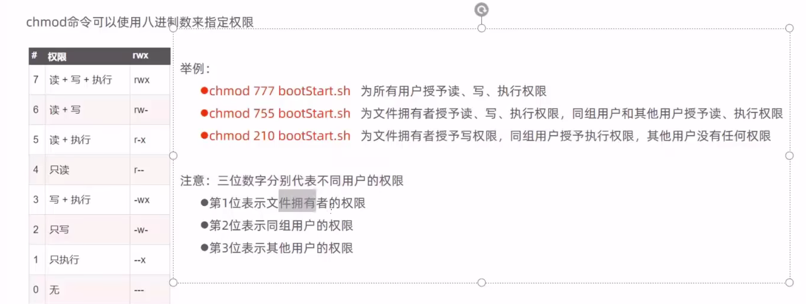 chmod命令可以使用八进制数来指定权限
# 权限 rwx
7 读 + 写 + 执行 rwx
6 读 + 写 rw-
5 读 + 执行 r-x
4 只读 r--
3 写 + 执行 -wx
2 只写 -w-
1 只执行 --x
0 无 ---
举例：
●chmod 777 bootStart.sh 为所有用户授予读、写、执行权限
●chmod 755 bootStart.sh 为文件拥有者授予读、写、执行权限，同组用户和其他用户授予读、执行权限
●chmod 210 bootStart.sh 为文件拥有者授予写权限，同组用户授予执行权限，其他用户没有任何权限
注意：三位数字分别代表不同用户的权限
●第1位表示文件拥有者的权限
●第2位表示同组用户的权限
●第3位表示其他用户的权限